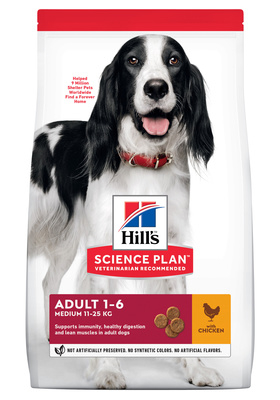 Helped
9 Million
Shelter Pets
Worldwide
Find a Forever
Home
Hill's
SCIENCE PLAN™
VETERINARIAN RECOMMENDED
ADULT 1-6
MEDIUM 11-25 KG
Supports immunity, healthy digestion
and lean muscles in adult dogs
with
CHICKEN
NOT ARTIFICIALLY PRESERVED. NO SYNTHETIC COLORS. NO ARTIFICIAL FLAVORS.